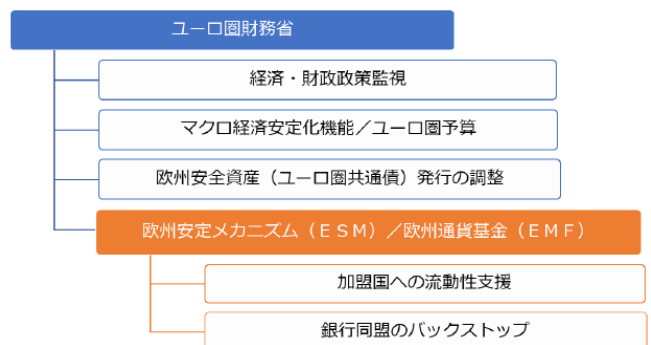 ユーロ圏財務省
経済・財政政策監視
マクロ経済安定化機能／ユーロ圏予算
欧州安全資産（ユーロ圏共通債）発行の調整
欧州安定メカニズム（ＥＳＭ）／欧州通貨基金（ＥＭＦ）
加盟国への流動性支援
銀行同盟のバックストップ